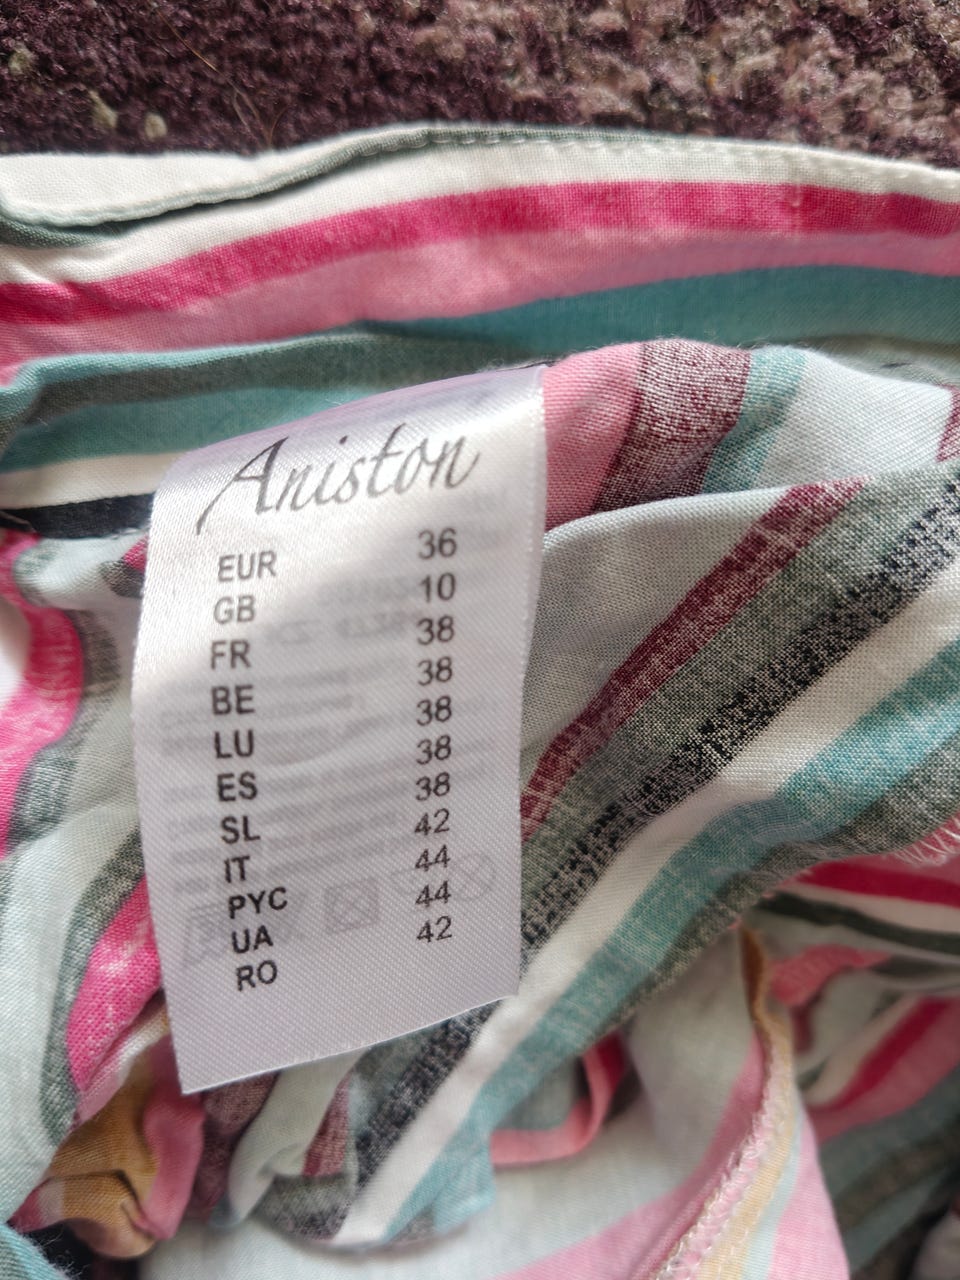 Aniston
EUR 36
GB 10
FR 38
BE 38
LU 38
ES 38
SL 38
IT 42
PYC 44
UA 44
RO 42